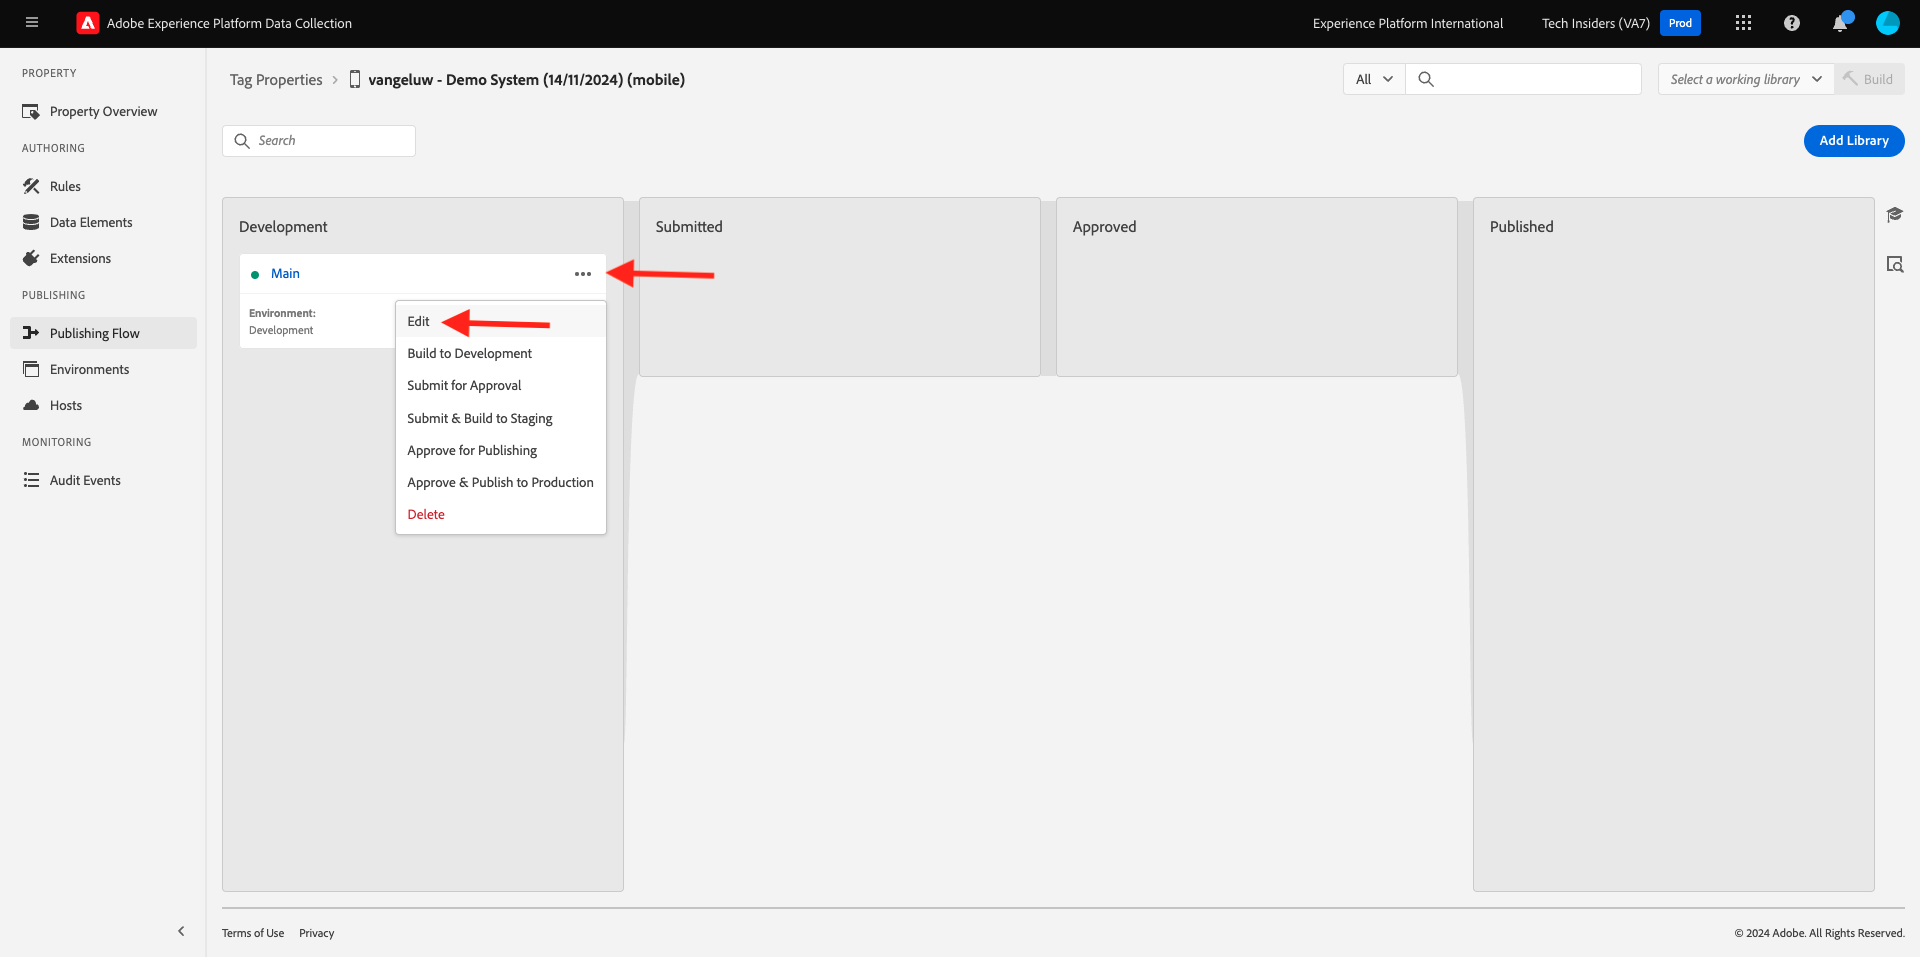 Adobe Experience Platform Data Collection
Experience Platform International
Tech Insiders (VA7)
Prod
PROPERTY
Property Overview
AUTHORING
Rules
Data Elements
Extensions
PUBLISHING
Publishing Flow
Environments
Hosts
MONITORING
Audit Events
Tag Properties
vangeluw - Demo System (14/11/2024) (mobile)
All
Select a working library
Build
Search
Add Library
Development
Submitted
Approved
Published
Main
Environment:
Development
Edit
Build to Development
Submit for Approval
Submit & Build to Staging
Approve for Publishing
Approve & Publish to Production
Delete
Terms of Use
Privacy
© 2024 Adobe. All Rights Reserved.